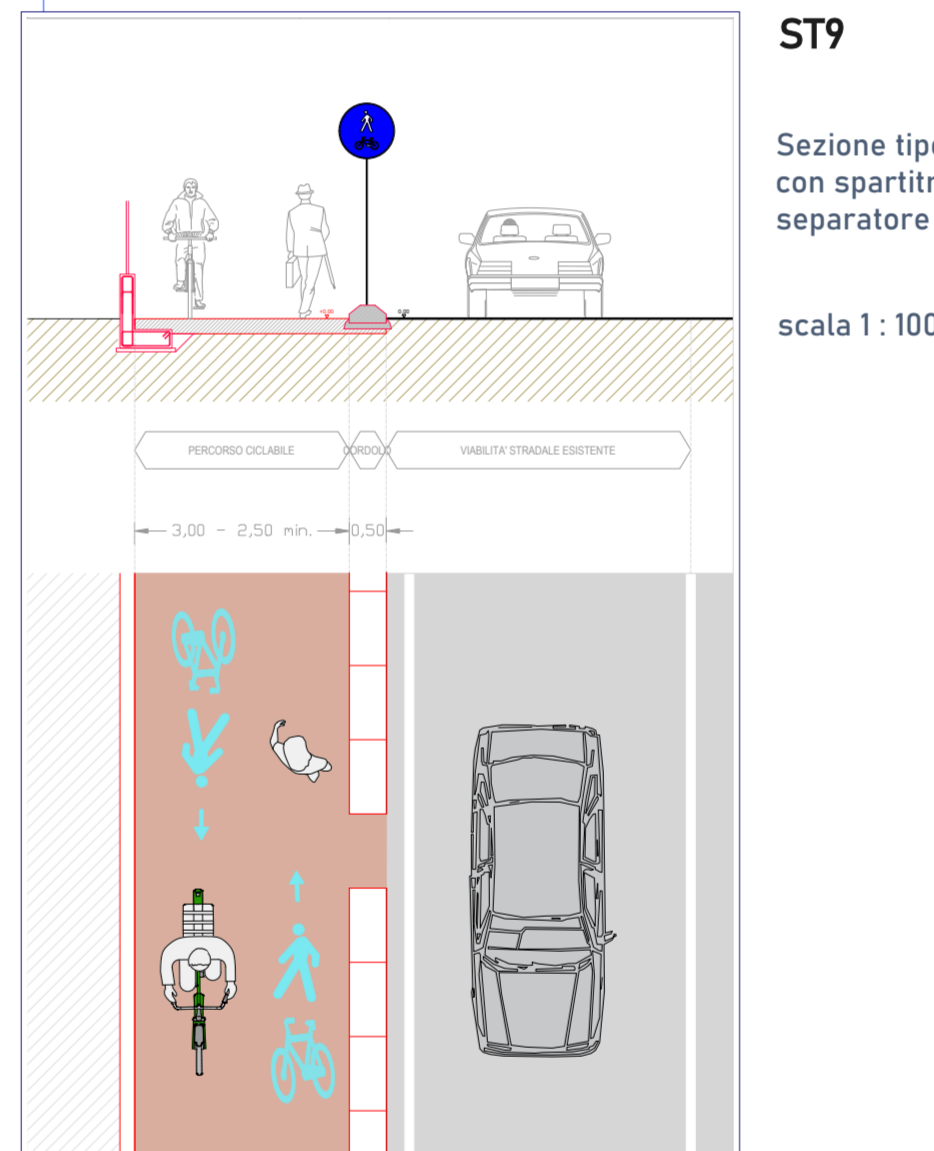 ST9
Sezione tipo
con spartitr
separatore
scala 1 : 100
±0.00
0.00
PERCORSO CICLABILE
CORDOLO
VIABILITA' STRADALE ESISTENTE
3,00 - 2,50 min.
0,50